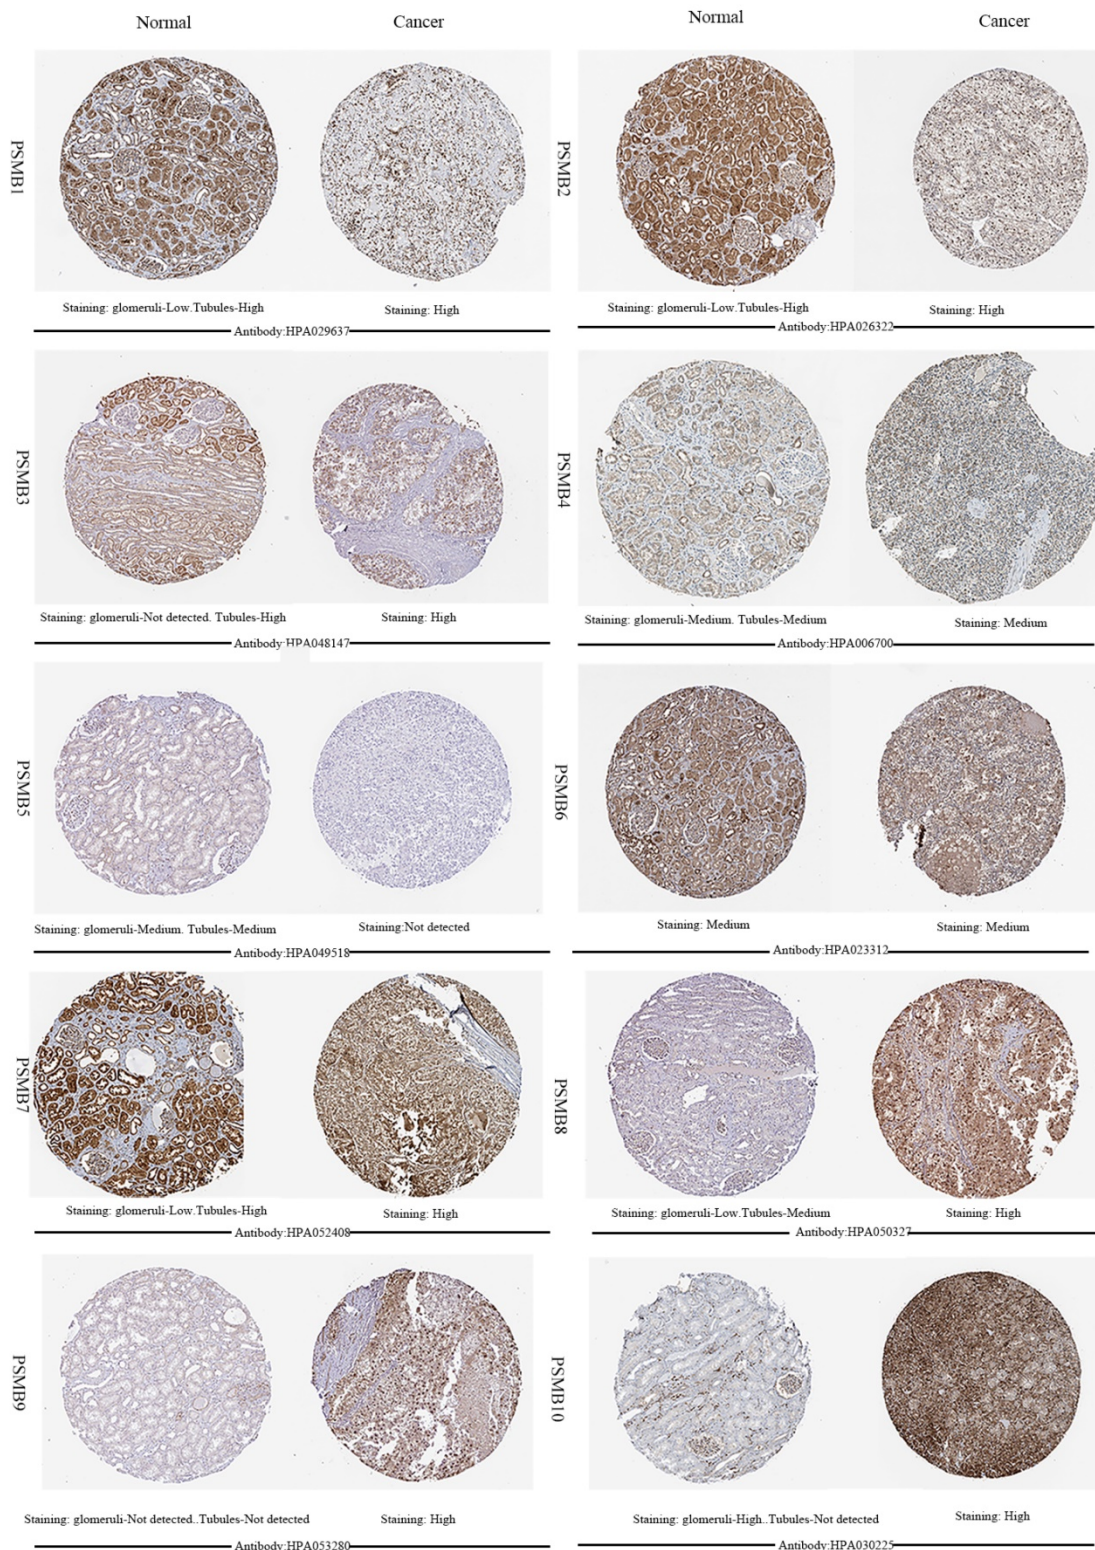 Normal
Cancer
Normal
Cancer
PSMB1
PSMB2
Staining: glomeruli-Low.Tubules-High
Staining: High
Staining: glomeruli-Low.Tubules-High
Staining: High
Antibody:HPA029637
Antibody:HPA026322
PSMB3
PSMB4
Staining: glomeruli-Not detected. Tubules-High
Staining: High
Staining: glomeruli-Medium. Tubules-Medium
Staining: Medium
Antibody:HPA048147
Antibody:HPA006700
PSMB5
PSMB6
Staining: glomeruli-Medium. Tubules-Medium
Staining:Not detected
Staining: Medium
Staining: Medium
Antibody:HPA049518
Antibody:HPA023312
PSMB7
PSMB8
Staining: glomeruli-Low.Tubules-High
Staining: High
Staining: glomeruli-Low.Tubules-Medium
Staining: High
Antibody:HPA052408
Antibody:HPA050327
PSMB9
PSMB10
Staining: glomeruli-Not detected..Tubules-Not detected
Staining: High
Staining: glomeruli-High..Tubules-Not detected
Staining: High
Antibody:HPA053280
Antibody:HPA030225